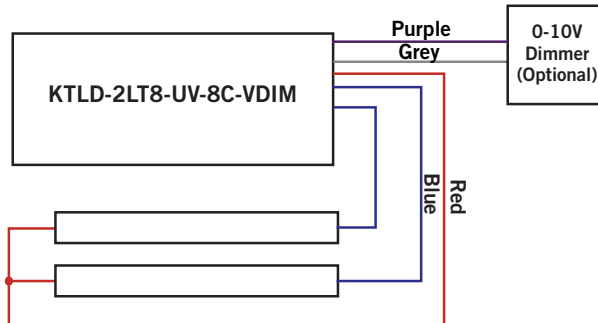 Purple
Grey
0-10V
Dimmer
(Optional)
KTLD-2LT8-UV-8C-VDIM
Blue
Red